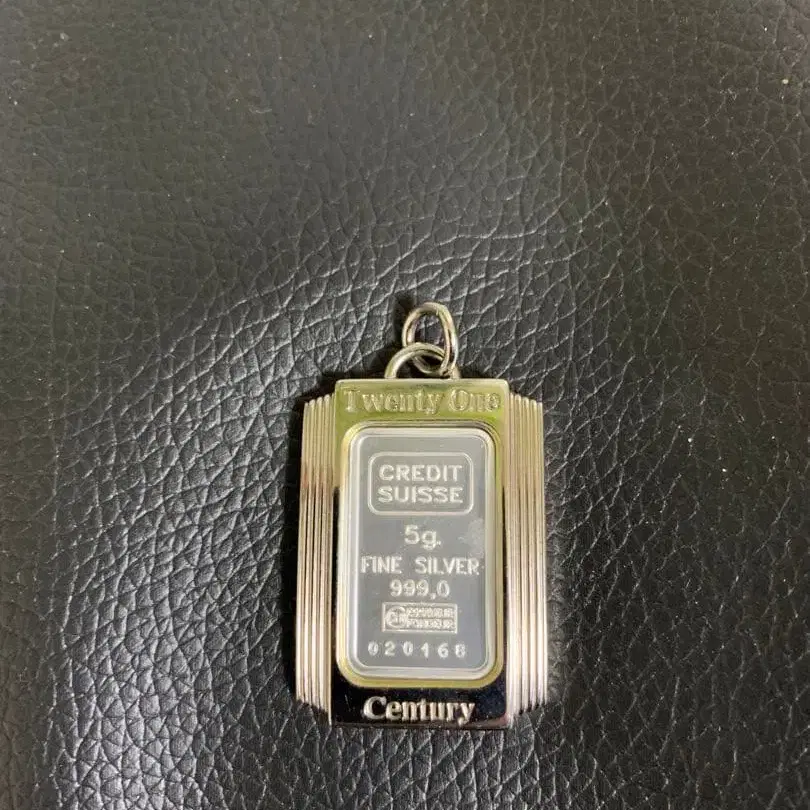 Twenty One
CREDIT
SUISSE
5g.
FINE SILVER
999,0
020168
Century